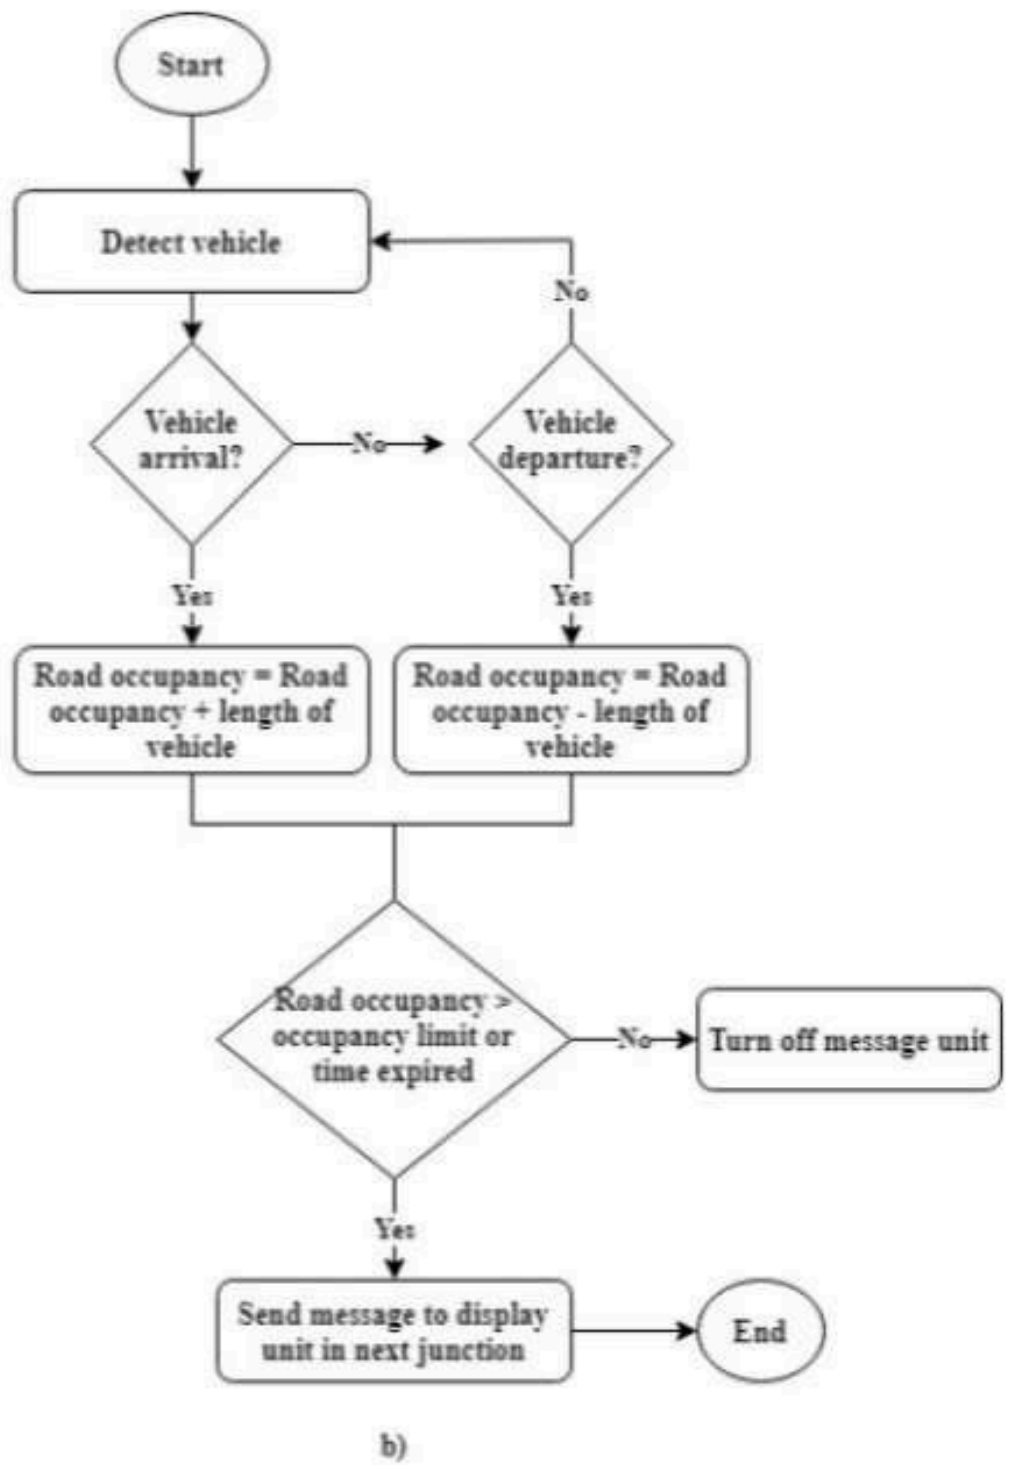 Start
Detect vehicle
No
Vehicle
arrival?
No
Vehicle
departure?
Yes
Yes
Road occupancy = Road
occupancy + length of
vehicle
Road occupancy = Road
occupancy - length of
vehicle
Road occupancy >
occupancy limit or
time expired
No
Turn off message unit
Yes
Send message to display
unit in next junction
End
b)